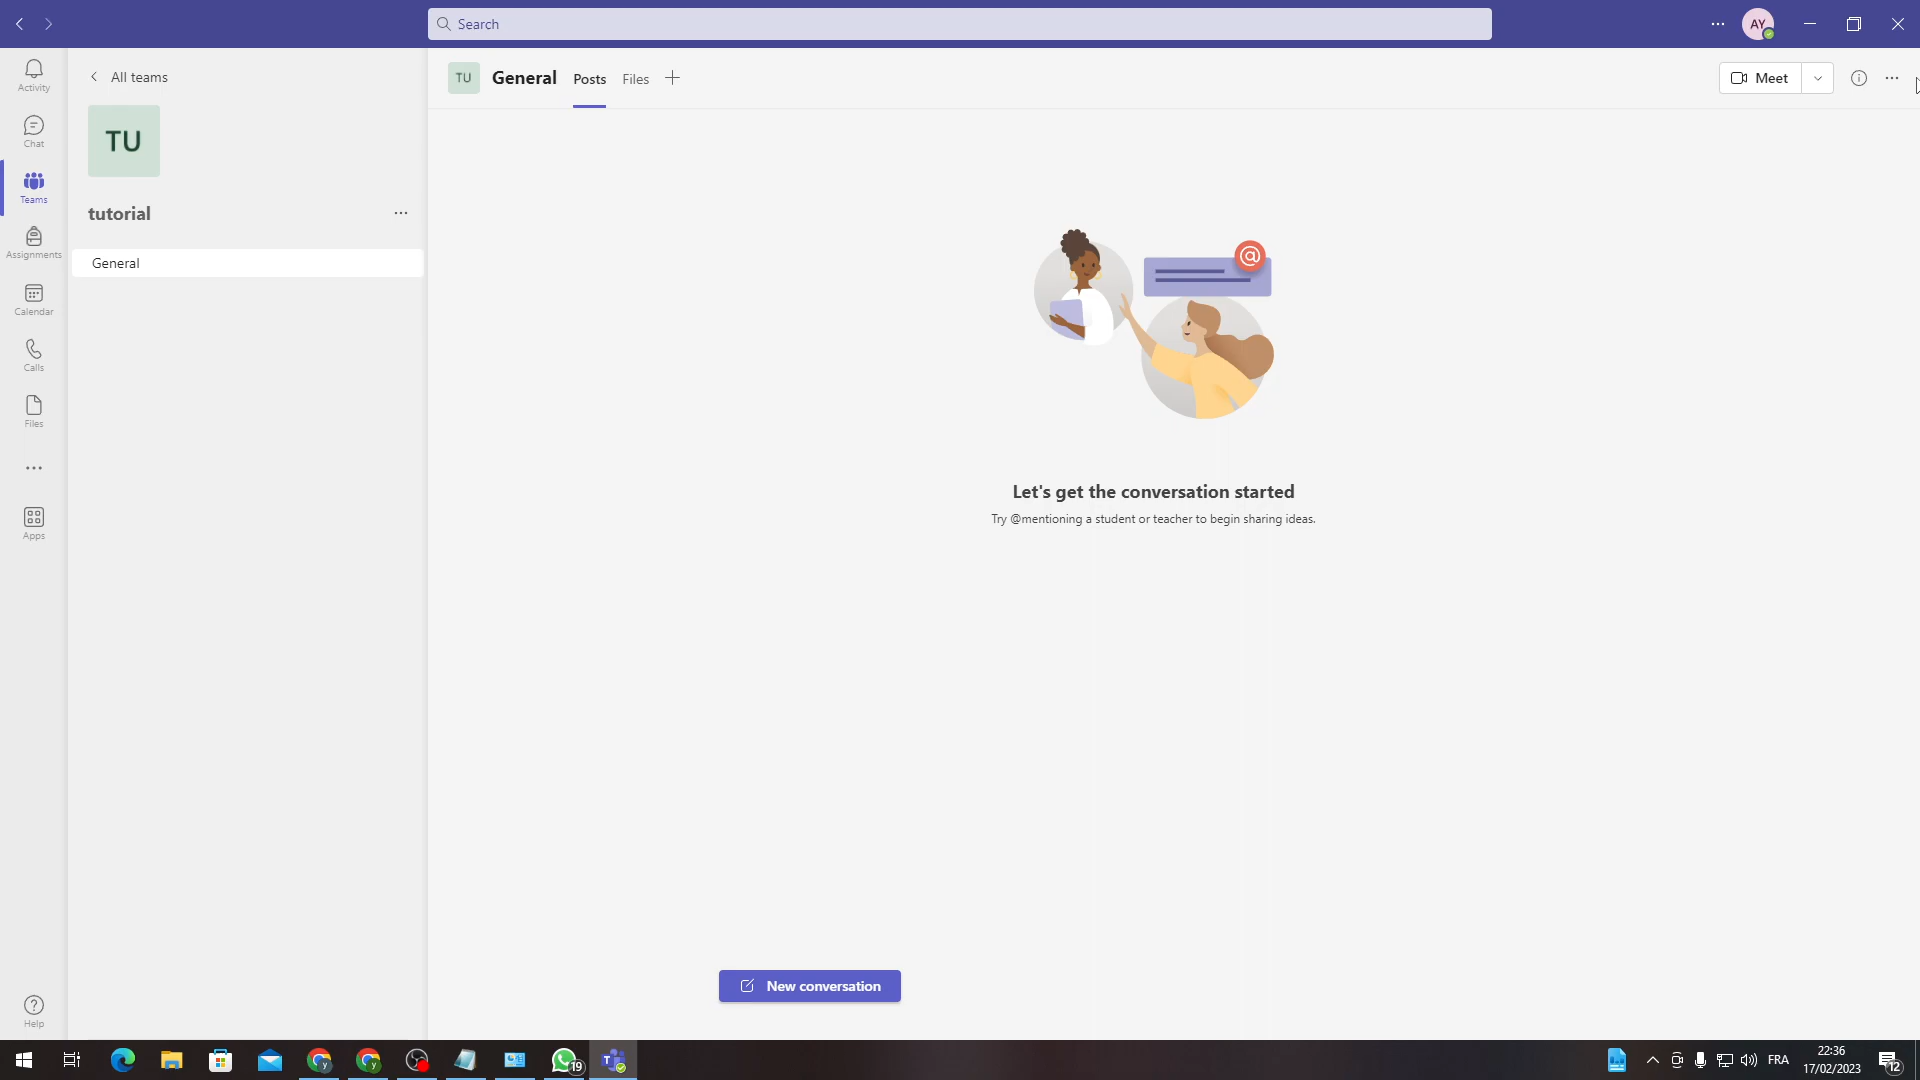 Search
AY
Activity
Chat
Teams
Assignments
Calendar
Calls
Files
Apps
Help
All teams
TU
tutorial
General
TU
General
Posts
Files
Meet
@
Let's get the conversation started
Try @mentioning a student or teacher to begin sharing ideas.
New conversation
19
FRA
22:36
17/02/2023
12